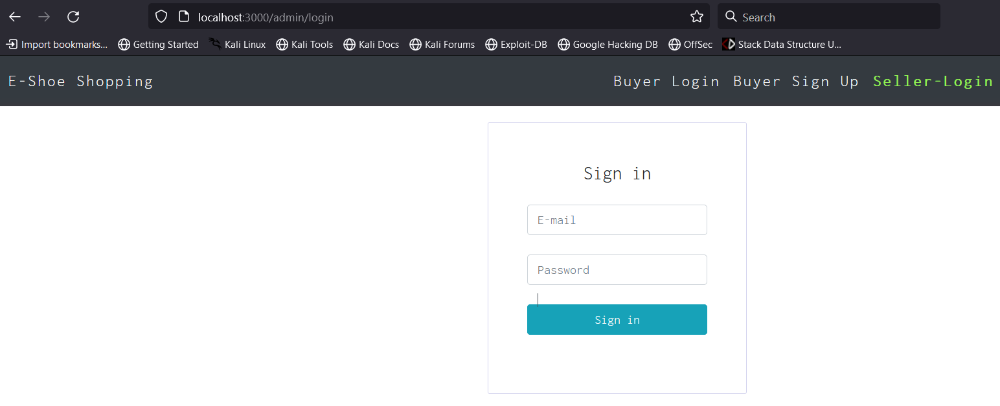 localhost:3000/admin/login Search
Import bookmarks... Getting Started Kali Linux Kali Tools Kali Docs Kali Forums Exploit-DB Google Hacking DB OffSec Stack Data Structure U...
E-Shoe Shopping Buyer Login Buyer Sign Up Seller-Login
Sign in
E-mail
Password
Sign in